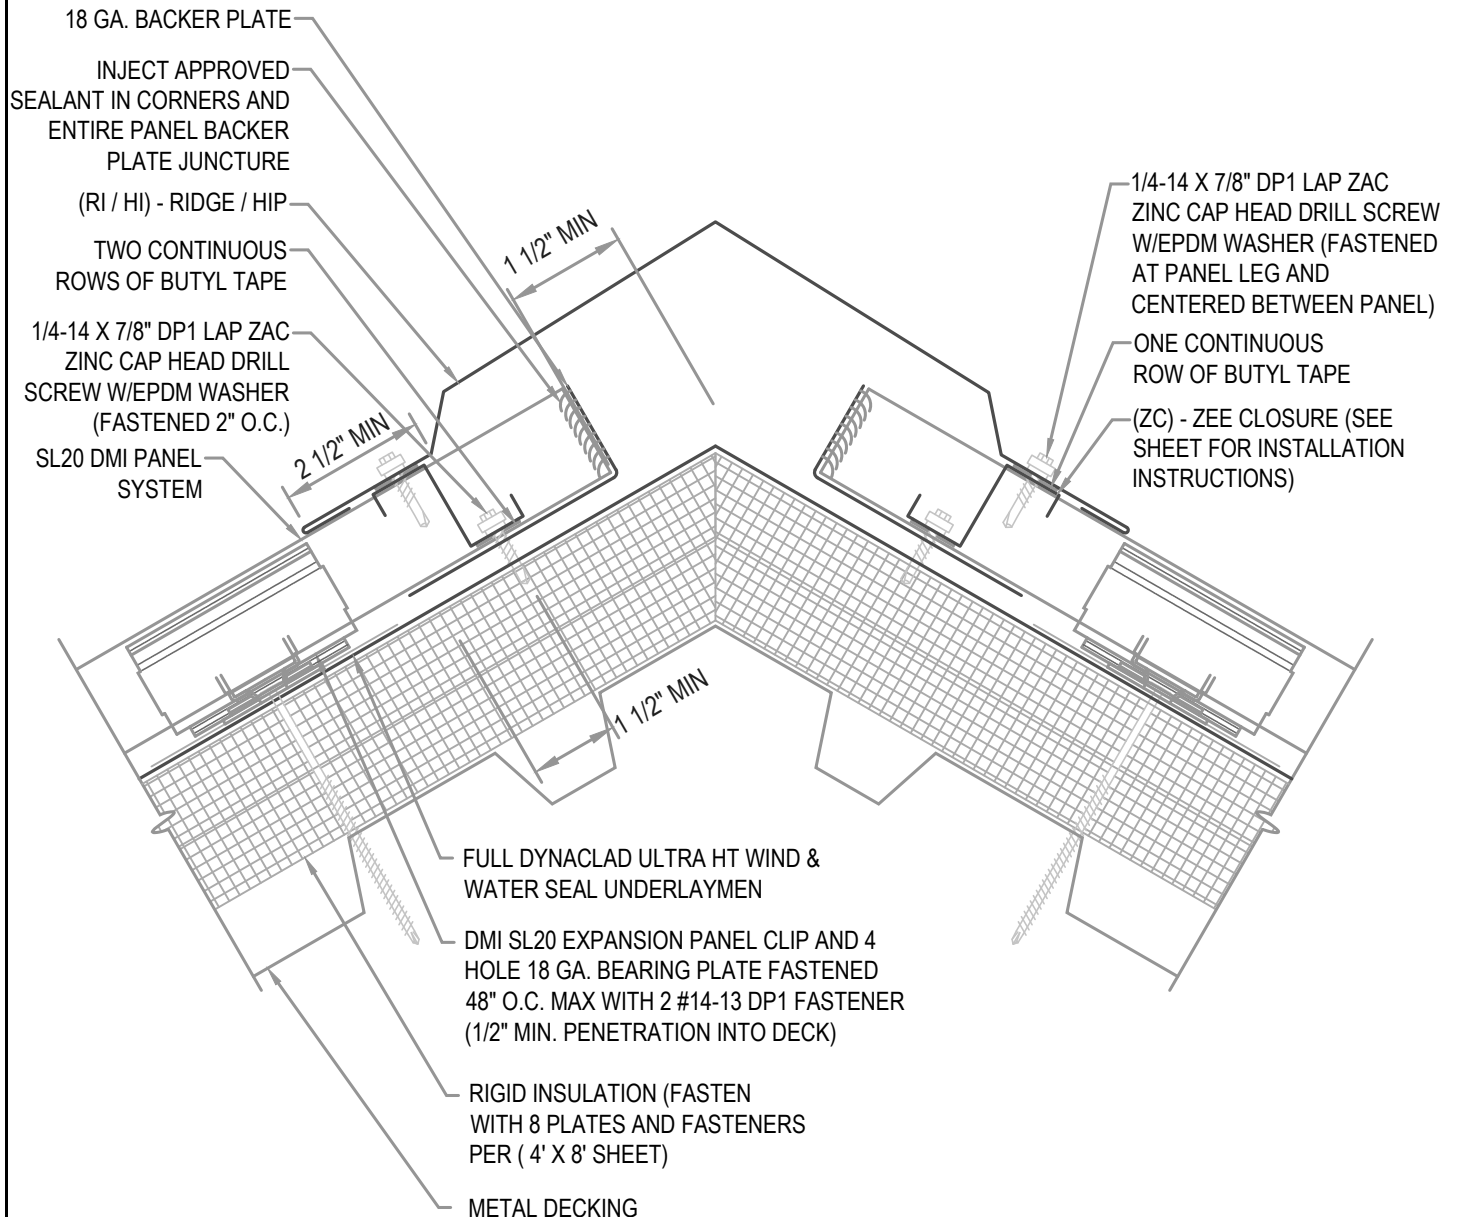 18 GA. BACKER PLATE
INJECT APPROVED
SEALANT IN CORNERS AND
ENTIRE PANEL BACKER
PLATE JUNCTURE
(RI / HI) - RIDGE / HIP
TWO CONTINUOUS
ROWS OF BUTYL TAPE
1/4-14 X 7/8" DP1 LAP ZAC
ZINC CAP HEAD DRILL
SCREW W/EPDM WASHER
(FASTENED 2" O.C.)
SL20 DMI PANEL
SYSTEM
2 1/2" MIN
1 1/2" MIN
1/4-14 X 7/8" DP1 LAP ZAC
ZINC CAP HEAD DRILL SCREW
W/EPDM WASHER (FASTENED
AT PANEL LEG AND
CENTERED BETWEEN PANEL)
ONE CONTINUOUS
ROW OF BUTYL TAPE
(ZC) - ZEE CLOSURE (SEE
SHEET FOR INSTALLATION
INSTRUCTIONS)
1 1/2" MIN
FULL DYNACLAD ULTRA HT WIND &
WATER SEAL UNDERLAYMEN
DMI SL20 EXPANSION PANEL CLIP AND 4
HOLE 18 GA. BEARING PLATE FASTENED
48" O.C. MAX WITH 2 #14-13 DP1 FASTENER
(1/2" MIN. PENETRATION INTO DECK)
RIGID INSULATION (FASTEN
WITH 8 PLATES AND FASTENERS
PER ( 4' X 8' SHEET)
METAL DECKING